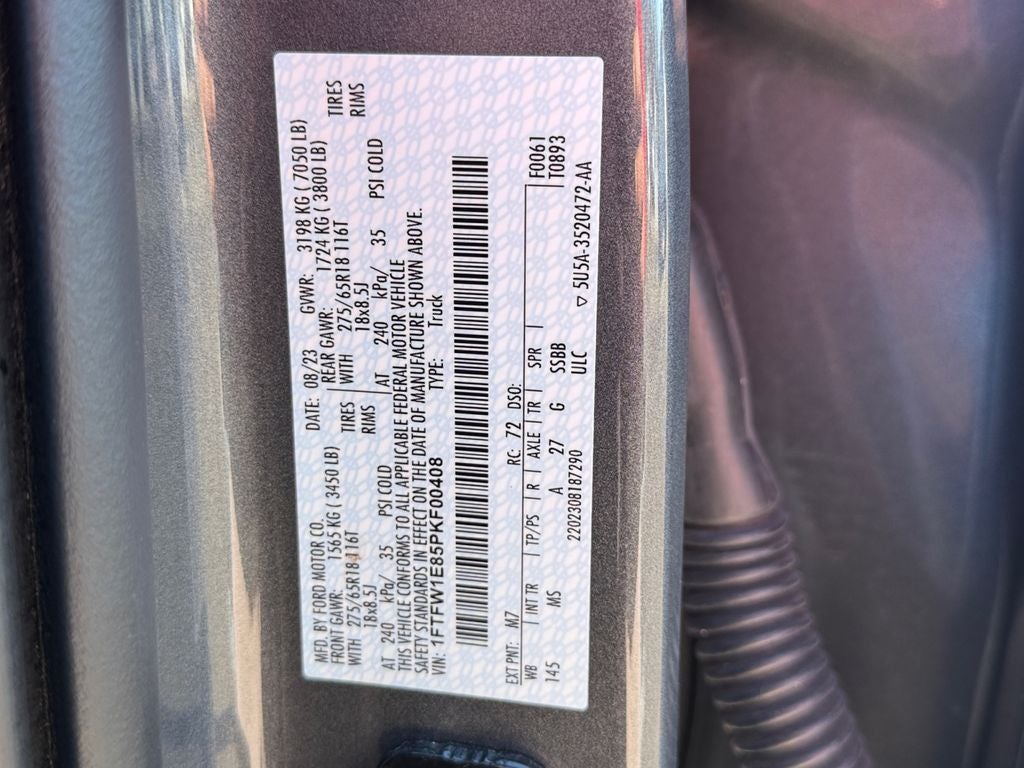 MFD. BY FORD MOTOR CO.
DATE: 08/23 GVWR: 3198 KG ( 7050 LB)
FRONT GAWR: 1565 KG ( 3450 LB)
REAR GAWR: 1724 KG ( 3800 LB)
WITH 275/65R18 116T TIRES
WITH 275/65R18 116T TIRES
18x8.5J RIMS
18x8.5J RIMS
AT 240 kPa/ 35 PSI COLD
AT 240 kPa/ 35 PSI COLD
THIS VEHICLE CONFORMS TO ALL APPLICABLE FEDERAL MOTOR VEHICLE
SAFETY STANDARDS IN EFFECT ON THE DATE OF MANUFACTURE SHOWN ABOVE.
VIN: 1FTFW1E85PKF00408 TYPE: Truck
EXT PNT: M7 RC: 72 DSO: F0061
WB INT TR TP/PS R AXLE TR SPR T0893
145 MS A 27 G SSBB
2202308187290 ULC ▽ 5U5A-3520472-AA